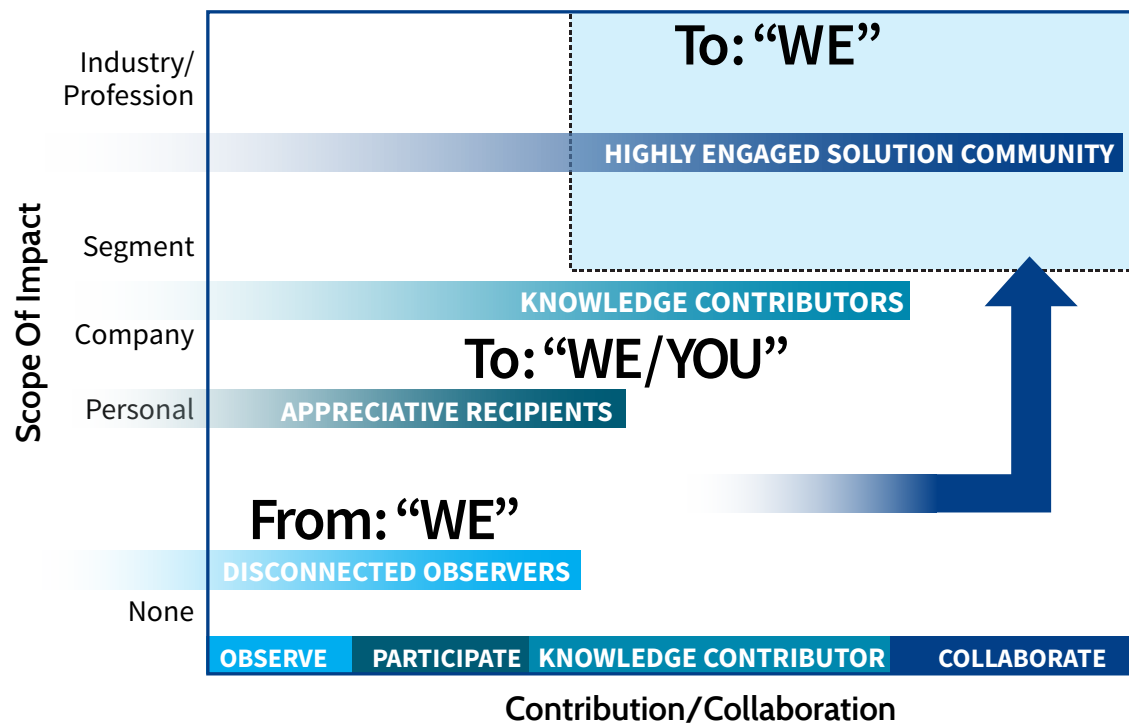 To: “WE”
Industry/
Profession
HIGHLY ENGAGED SOLUTION COMMUNITY
Scope Of Impact
Segment
KNOWLEDGE CONTRIBUTORS
Company
To: “WE/YOU”
Personal
APPRECIATIVE RECIPIENTS
From: “WE”
DISCONNECTED OBSERVERS
None
OBSERVE PARTICIPATE KNOWLEDGE CONTRIBUTOR COLLABORATE
Contribution/Collaboration